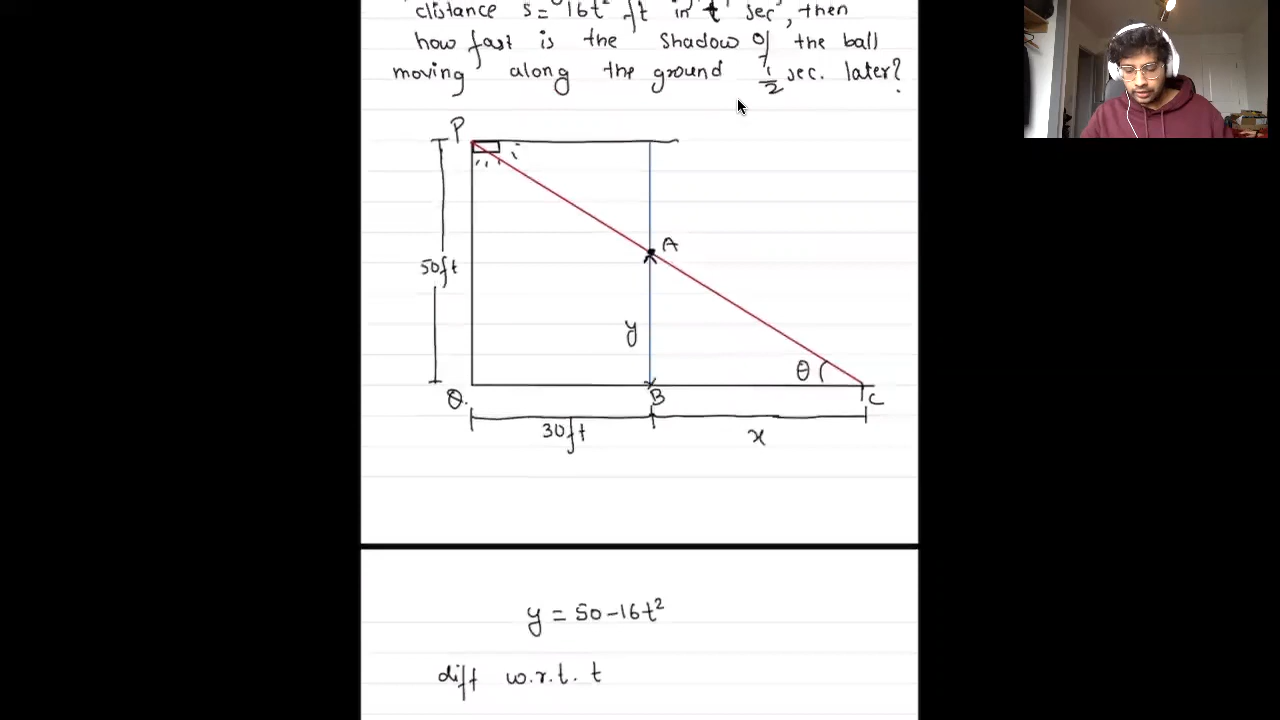 distance s = 16t² ft in t sec, then
how fast is the shadow of the ball
moving along the ground 1/2 sec. later?
P
A
50ft
y
θ
Q.
B
C
30ft
x
y = 50-16t²
diff w.r.t. t